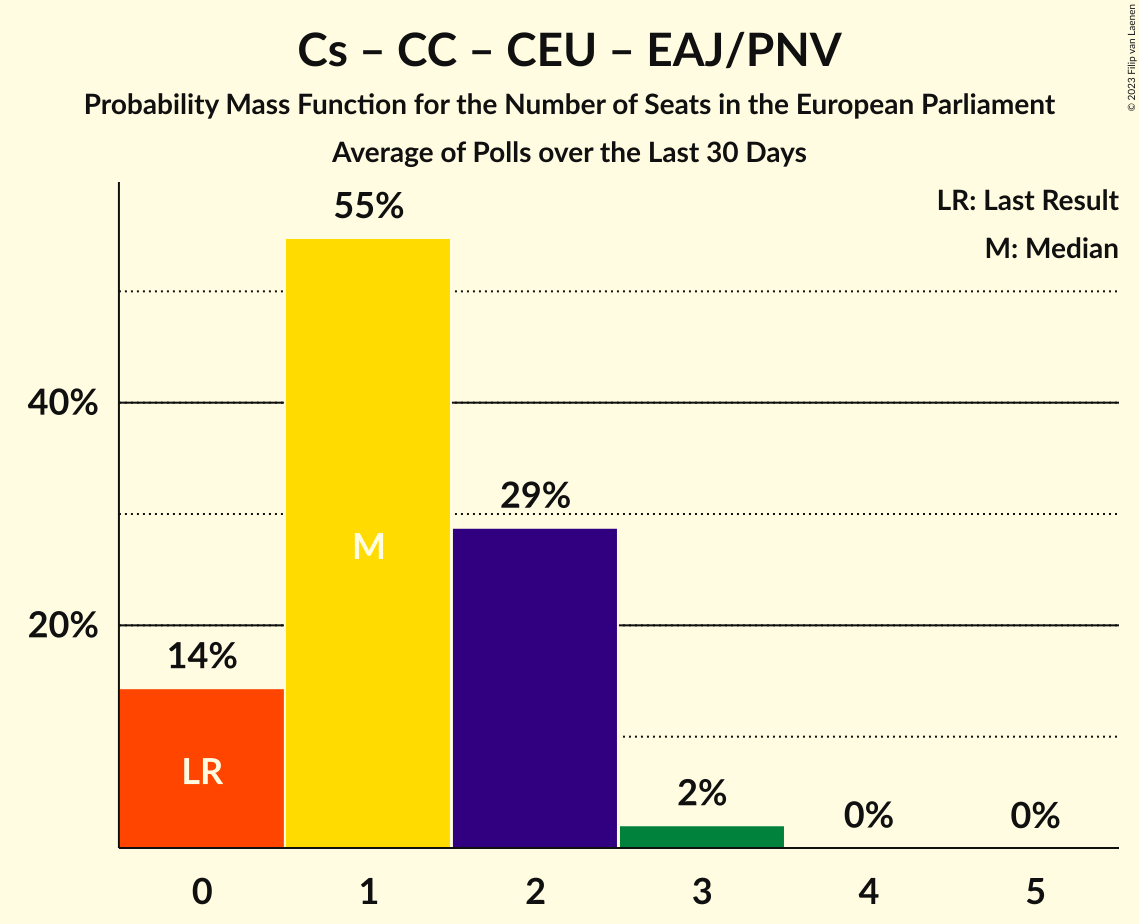 Cs – CC – CEU – EAJ/PNV
Probability Mass Function for the Number of Seats in the European Parliament
Average of Polls over the Last 30 Days
© 2023 Filip van Laenen
LR: Last Result
M: Median
55%
40%
29%
M
20%
14%
LR
2%
0%
0%
0 1 2 3 4 5